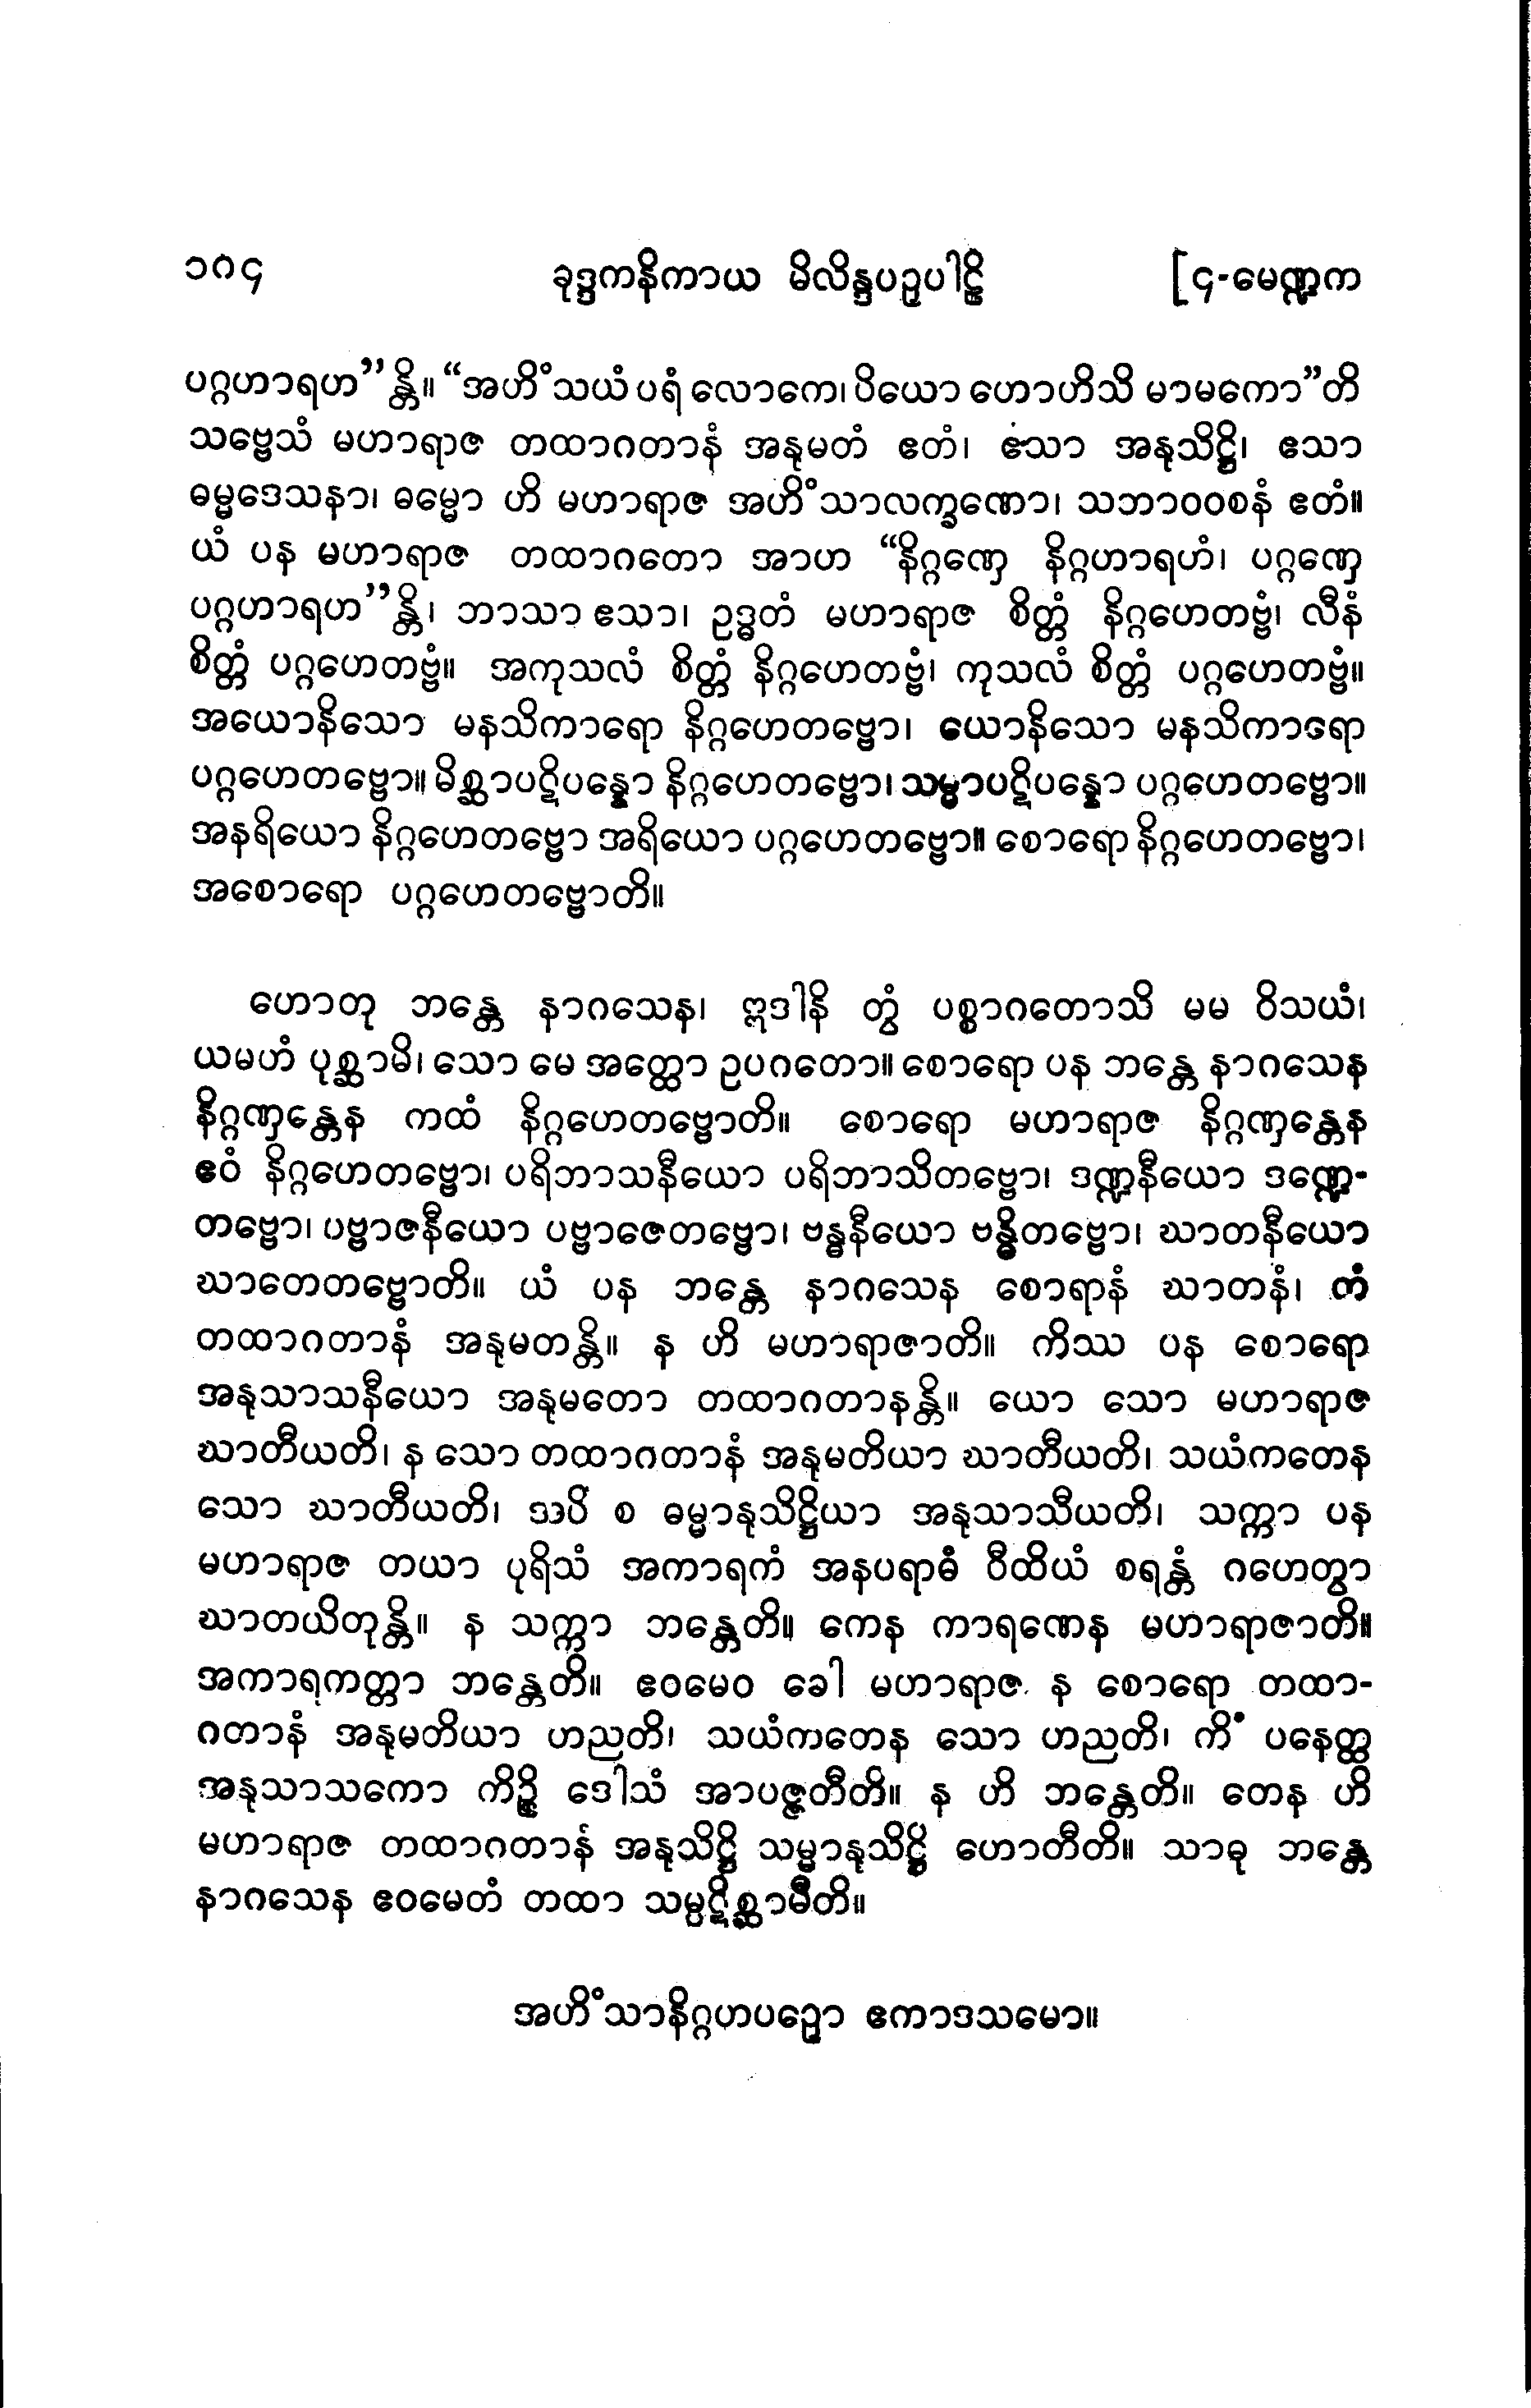 ၁၈၄ ခုဒ္ဒကနိကာယ မိလိန္ဒပဉှပါဠိ [၄-မေဏ္ဍက
ပဂ္ဂဟာရဟ”န္တိ။ “အဟိံသယံ ပရံ လောကေ၊ ပိယော ဟောဟိသိ မာမကော”တိ
သဗ္ဗေသံ မဟာရာဇ တထာဂတာနံ အနုမတံ ဧတံ၊ ဧသာ အနုသိဋ္ဌိ၊ ဧသာ
ဓမ္မဒေသနာ၊ ဓမ္မော ဟိ မဟာရာဇ အဟိံသာလက္ခဏော၊ သဘာဝဝစနံ ဧတံ။
ယံ ပန မဟာရာဇ တထာဂတော အာဟ “နိဂ္ဂဏှေ နိဂ္ဂဟာရဟံ၊ ပဂ္ဂဏှေ
ပဂ္ဂဟာရဟ”န္တိ၊ ဘာသာ ဧသာ၊ ဥဒ္ဓတံ မဟာရာဇ စိတ္တံ နိဂ္ဂဟေတဗ္ဗံ၊ လီနံ
စိတ္တံ ပဂ္ဂဟေတဗ္ဗံ။ အကုသလံ စိတ္တံ နိဂ္ဂဟေတဗ္ဗံ၊ ကုသလံ စိတ္တံ ပဂ္ဂဟေတဗ္ဗံ။
အယောနိသော မနသိကာရော နိဂ္ဂဟေတဗ္ဗော၊ ယောနိသော မနသိကာရော
ပဂ္ဂဟေတဗ္ဗော။ မိစ္ဆာပဋိပန္နော နိဂ္ဂဟေတဗ္ဗော၊ သမ္မာပဋိပန္နော ပဂ္ဂဟေတဗ္ဗော။
အနရိယော နိဂ္ဂဟေတဗ္ဗော အရိယော ပဂ္ဂဟေတဗ္ဗော။ စောရော နိဂ္ဂဟေတဗ္ဗော၊
အစောရော ပဂ္ဂဟေတဗ္ဗောတိ။
ဟောတု ဘန္တေ နာဂသေန၊ ဣဒါနိ တွံ ပစ္စာဂတောသိ မမ ဝိသယံ၊
ယမဟံ ပုစ္ဆာမိ၊ သော မေ အတ္ထော ဥပဂတော။ စောရော ပန ဘန္တေ နာဂသေန
နိဂ္ဂဏှန္တေန ကထံ နိဂ္ဂဟေတဗ္ဗောတိ။ စောရော မဟာရာဇ နိဂ္ဂဏှန္တေန
ဧဝံ နိဂ္ဂဟေတဗ္ဗော၊ ပရိဘာသနီယော ပရိဘာသိတဗ္ဗော၊ ဒဏ္ဍနီယော ဒဏ္ဍေ-
တဗ္ဗော၊ ပဗ္ဗာဇနီယော ပဗ္ဗာဇေတဗ္ဗော၊ ဗန္ဓနီယော ဗန္ဓိတဗ္ဗော၊ ဃာတနီယော
ဃာတေတဗ္ဗောတိ။ ယံ ပန ဘန္တေ နာဂသေန စောရာနံ ဃာတနံ၊ တံ
တထာဂတာနံ အနုမတန္တိ။ န ဟိ မဟာရာဇာတိ။ ကိဿ ပန စောရော
အနုသာသနီယော အနုမတော တထာဂတာနန္တိ။ ယော သော မဟာရာဇ
ဃာတီယတိ၊ န သော တထာဂတာနံ အနုမတိယာ ဃာတီယတိ၊ သယံကတေန
သော ဃာတီယတိ၊ အပိ စ ဓမ္မာနုသိဋ္ဌိယာ အနုသာသီယတိ၊ သက္ကာ ပန
မဟာရာဇ တယာ ပုရိသံ အကာရကံ အနပရာဓံ ဝီထိယံ စရန္တံ ဂဟေတွာ
ဃာတယိတုန္တိ။ န သက္ကာ ဘန္တေတိ။ ကေန ကာရဏေန မဟာရာဇာတိ။
အကာရကတ္တာ ဘန္တေတိ။ ဧဝမေဝ ခေါ မဟာရာဇ န စောရော တထာ-
ဂတာနံ အနုမတိယာ ဟညတိ၊ သယံကတေန သော ဟညတိ၊ ကိံ ပနေတ္ထ
အနုသာသကော ကိဉ္စိ ဒေါသံ အာပဇ္ဇတီတိ။ န ဟိ ဘန္တေတိ။ တေန ဟိ
မဟာရာဇ တထာဂတာနံ အနုသိဋ္ဌိ သမ္မာနုသိဋ္ဌိ ဟောတီတိ။ သာဓု ဘန္တေ
နာဂသေန ဧဝမေတံ တထာ သမ္ပဋိစ္ဆာမီတိ။
အဟိံသာနိဂ္ဂဟပဉှော ဧကာဒသမော။